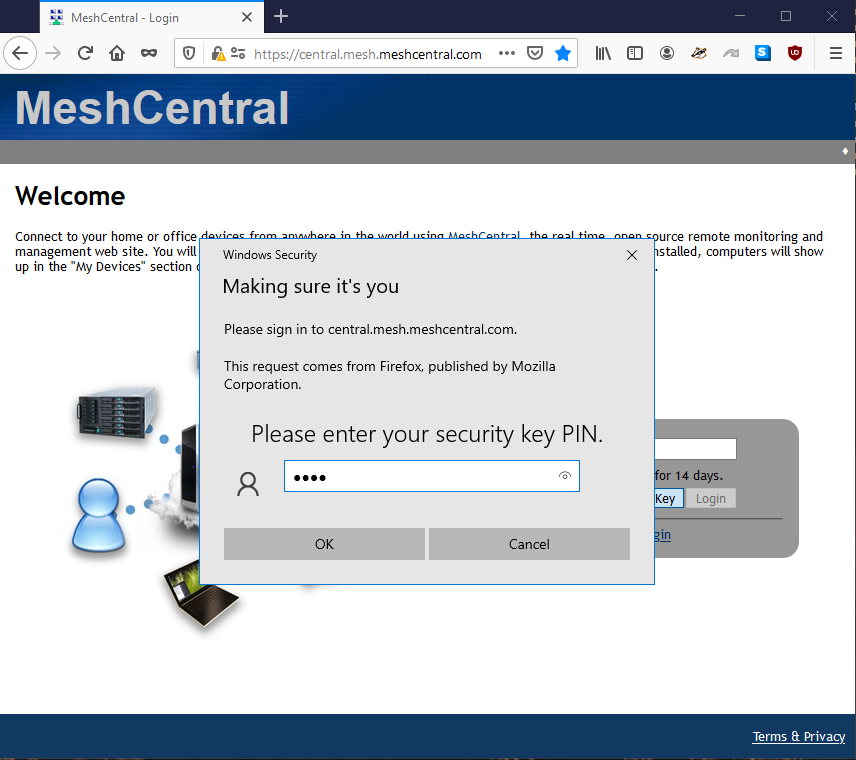 MeshCentral - Login
https://central.mesh.meshcentral.com
S
UD
MeshCentral
Welcome
Connect to your home or office devices from anywhere in the world using MeshCentral, the real time, open source remote monitoring and
management web site. You will
nstalled, computers will show
up in the "My Devices" section
Windows Security
Making sure it's you
Please sign in to central.mesh.meshcentral.com.
This request comes from Firefox, published by Mozilla
Corporation.
Please enter your security key PIN.
••••
OK
Cancel
for 14 days.
Key
Login
gin
Terms & Privacy